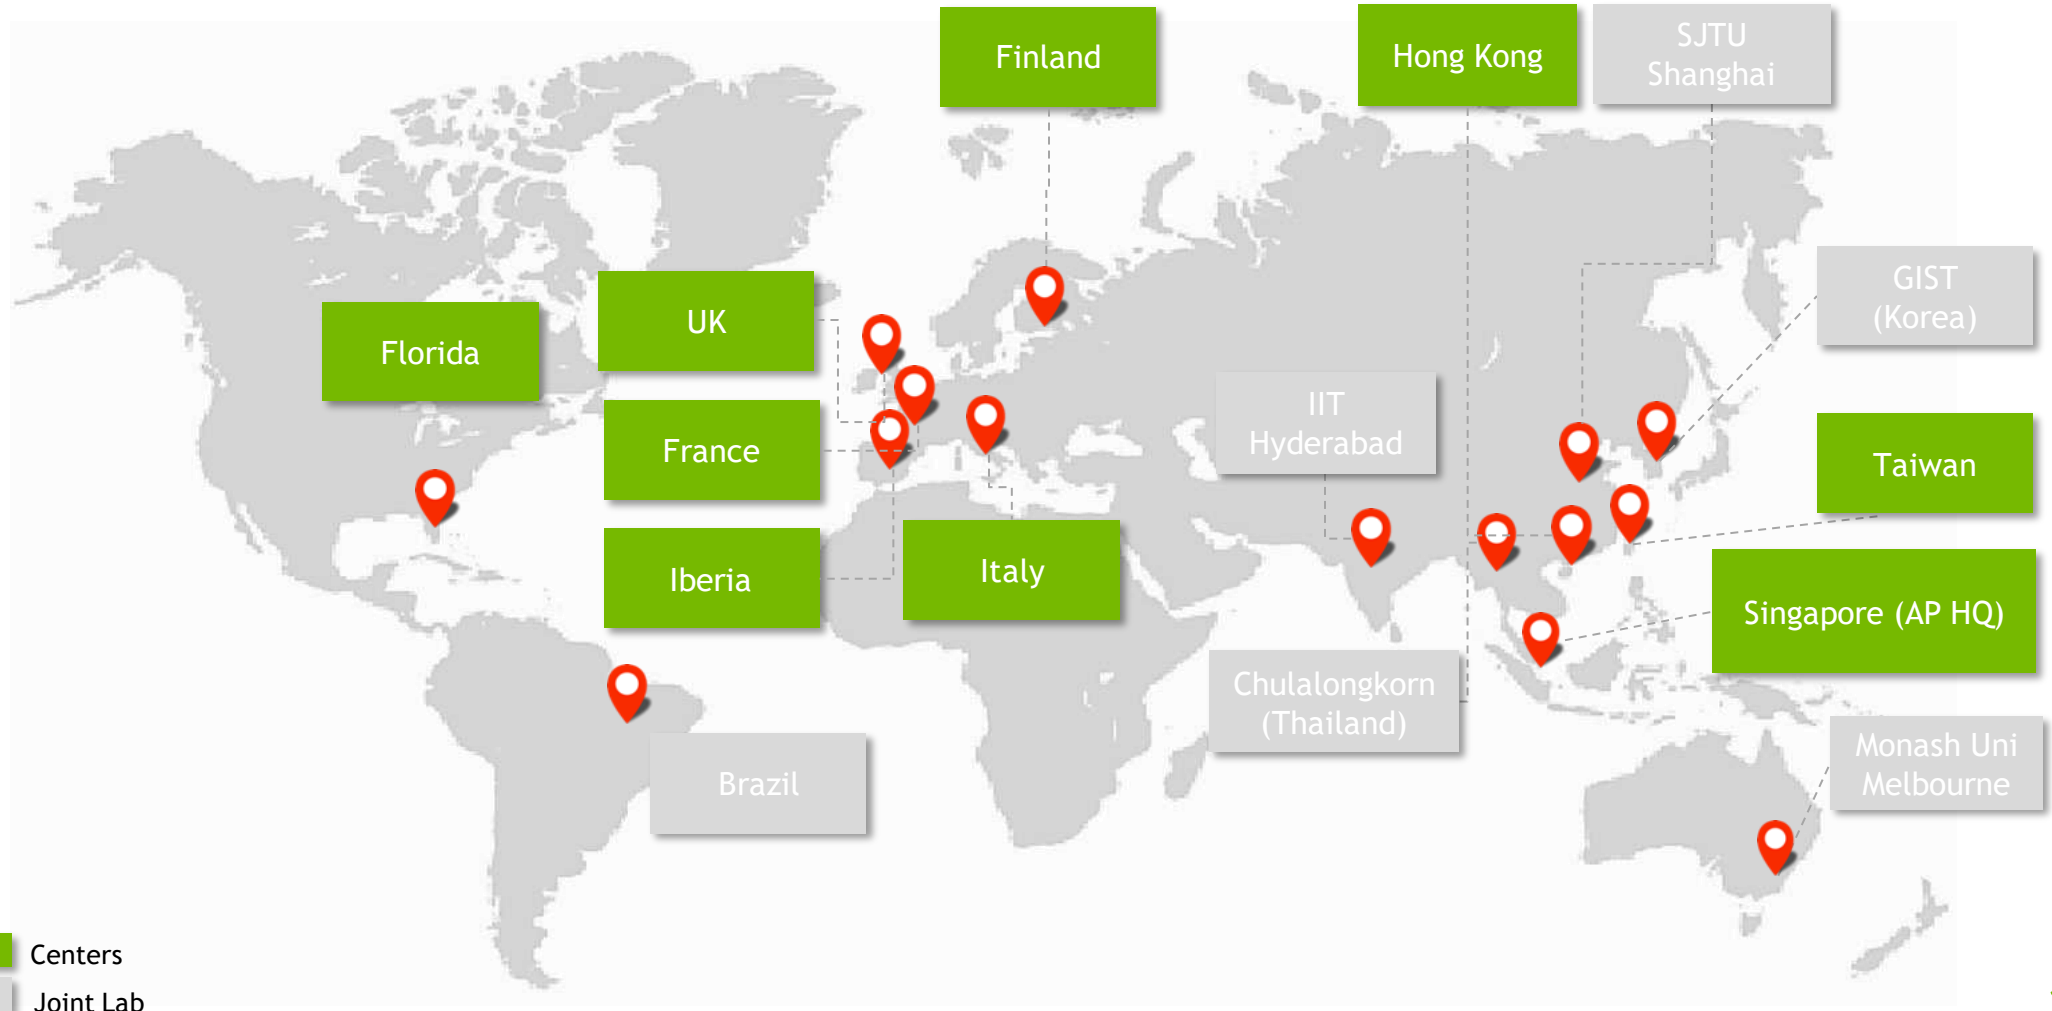 Finland
Hong Kong
SJTU
Shanghai
GIST
(Korea)
UK
Florida
IIT
Hyderabad
France
Taiwan
Iberia
Italy
Singapore (AP HQ)
Chulalongkorn
(Thailand)
Brazil
Monash Uni
Melbourne
Centers
Joint Lab